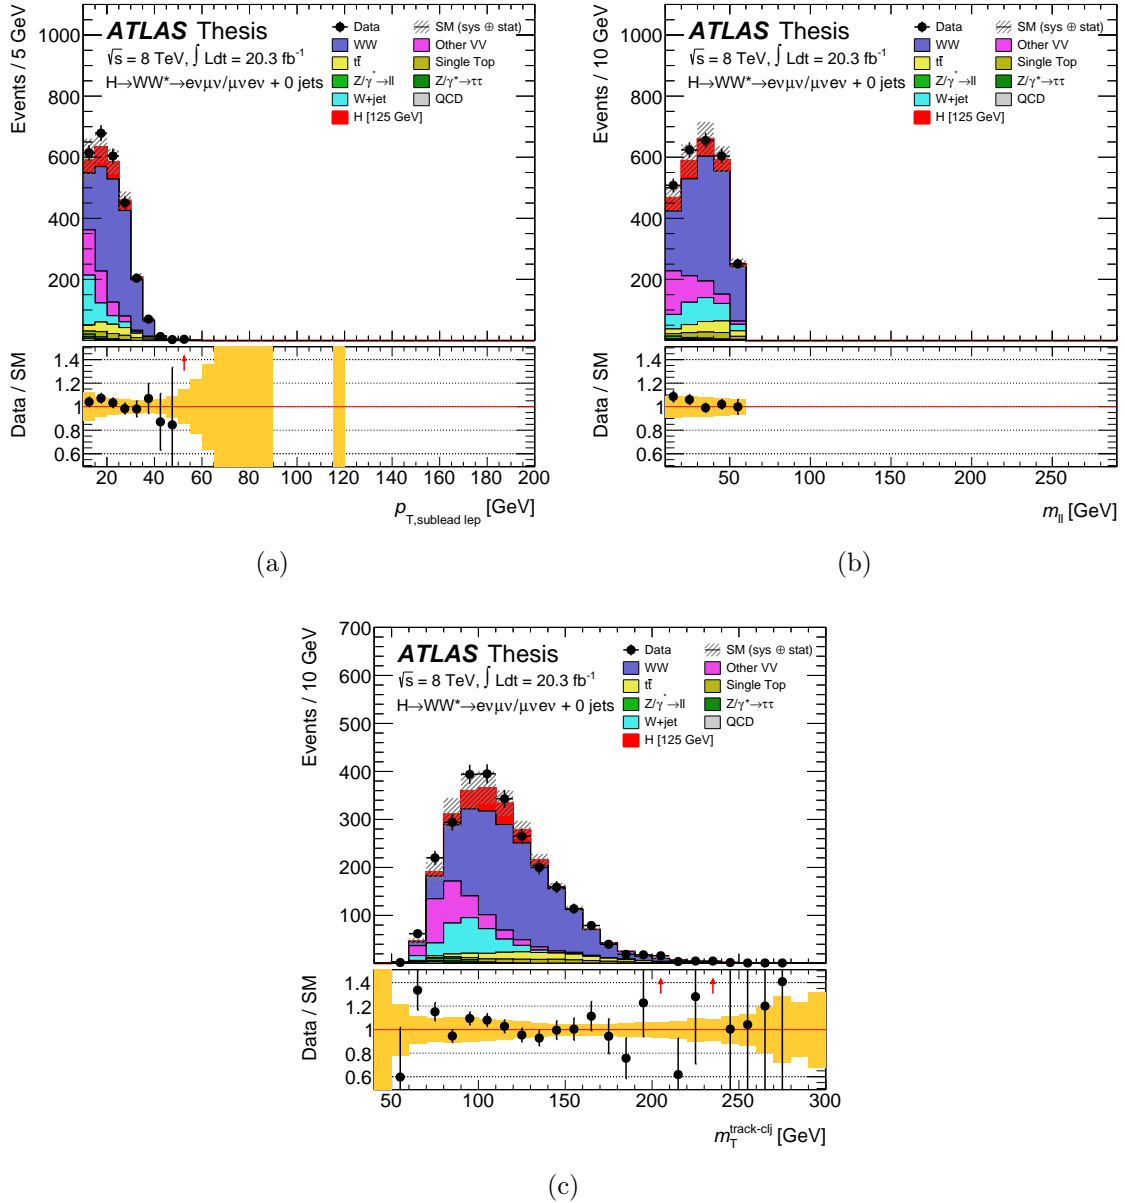 Events / 5 GeV
1000
800
600
400
200
ATLAS Thesis
√s = 8 TeV, ∫ Ldt = 20.3 fb⁻¹
H→WW*→eνμν/μνeν + 0 jets
Data
SM (sys ⊕ stat)
WW
Other VV
tt̄
Single Top
Z/γ*→ll
Z/γ*→ττ
W+jet
QCD
H [125 GeV]
Data / SM
1.4
1.2
1
0.8
0.6
20 40 60 80 100 120 140 160 180 200
p_T,sublead lep [GeV]
(a)
Events / 10 GeV
1000
800
600
400
200
ATLAS Thesis
√s = 8 TeV, ∫ Ldt = 20.3 fb⁻¹
H→WW*→eνμν/μνeν + 0 jets
Data
SM (sys ⊕ stat)
WW
Other VV
tt̄
Single Top
Z/γ*→ll
Z/γ*→ττ
W+jet
QCD
H [125 GeV]
Data / SM
1.4
1.2
1
0.8
0.6
50 100 150 200 250
m_ll [GeV]
(b)
Events / 10 GeV
700
600
500
400
300
200
100
ATLAS Thesis
√s = 8 TeV, ∫ Ldt = 20.3 fb⁻¹
H→WW*→eνμν/μνeν + 0 jets
Data
SM (sys ⊕ stat)
WW
Other VV
tt̄
Single Top
Z/γ*→ll
Z/γ*→ττ
W+jet
QCD
H [125 GeV]
Data / SM
1.4
1.2
1
0.8
0.6
50 100 150 200 250 300
m_T^track-clj [GeV]
(c)